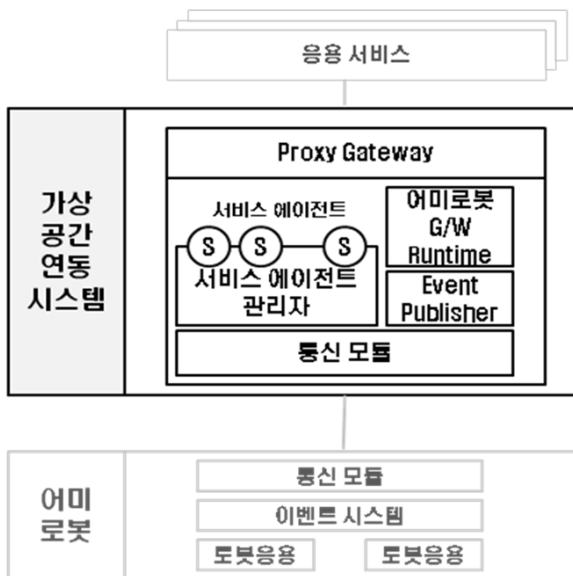 응용 서비스
Proxy Gateway
가상
공간
연동
시스템
서비스 에이전트
S S S
서비스 에이전트
관리자
어미로봇
G/W
Runtime
Event
Publisher
통신 모듈
어미
로봇
통신 모듈
이벤트 시스템
도봇응용 도봇응용